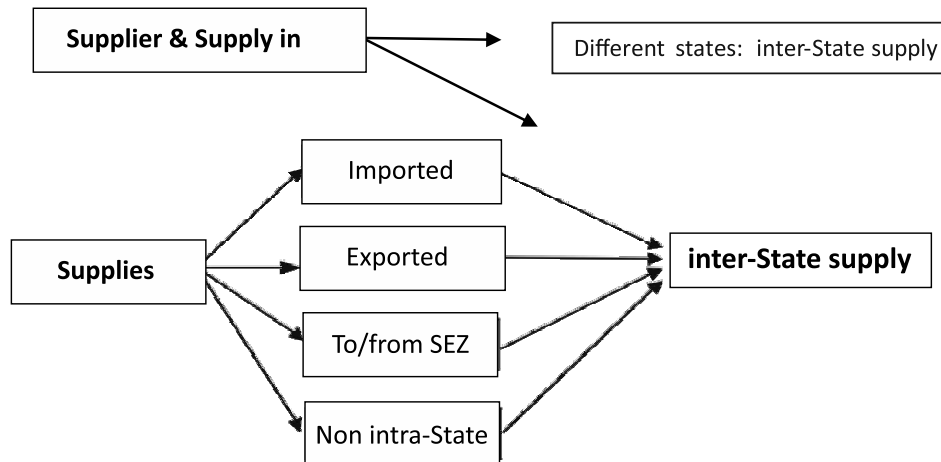 Supplier & Supply in
Different states: inter-State supply
Imported
Exported
Supplies
inter-State supply
To/from SEZ
Non intra-State